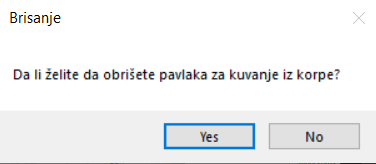 Brisanje
Da li želite da obrišete pavlaka za kuvanje iz korpe?
Yes No